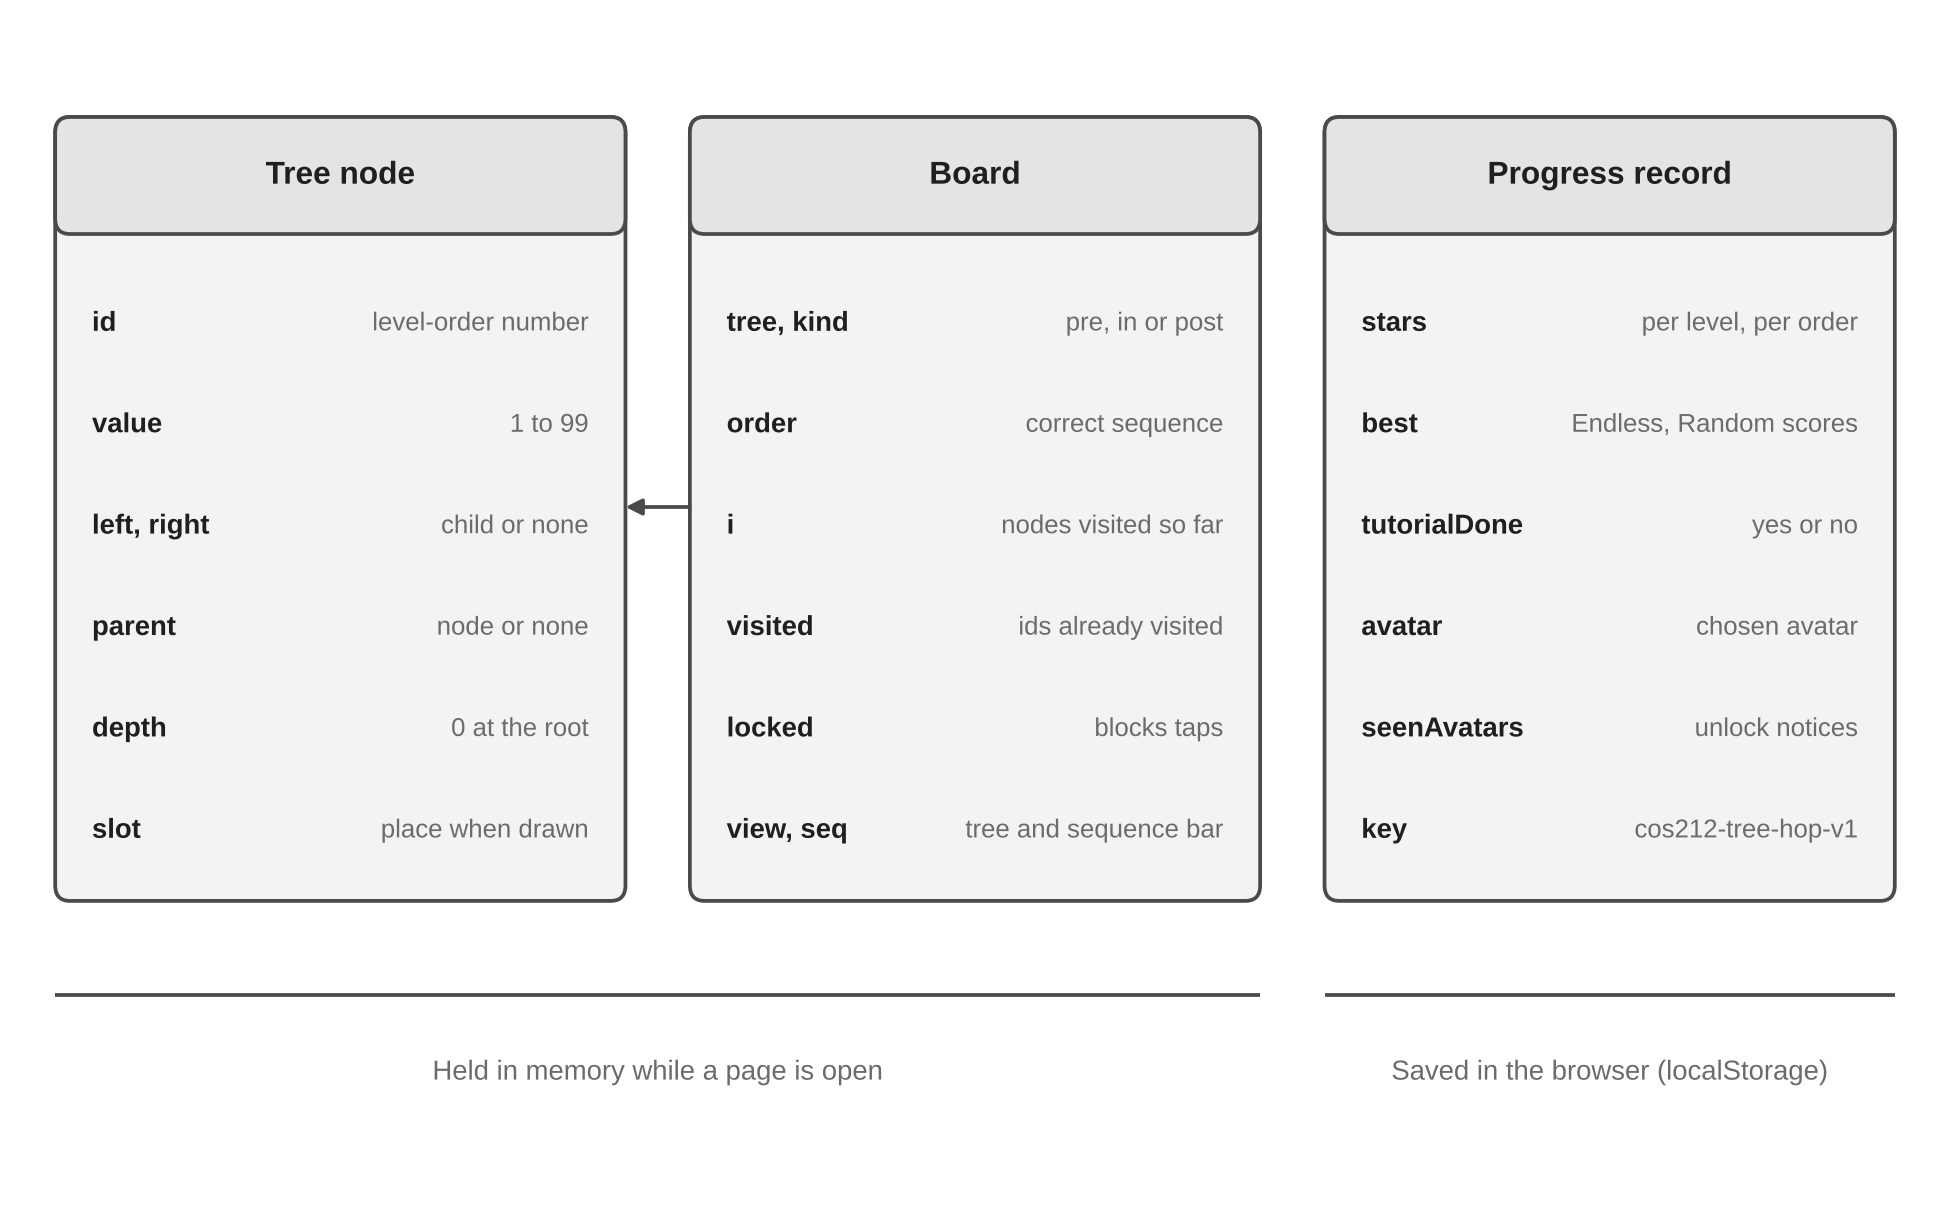 Tree node
id level-order number
value 1 to 99
left, right child or none
parent node or none
depth 0 at the root
slot place when drawn
Board
tree, kind pre, in or post
order correct sequence
i nodes visited so far
visited ids already visited
locked blocks taps
view, seq tree and sequence bar
Progress record
stars per level, per order
best Endless, Random scores
tutorialDone yes or no
avatar chosen avatar
seenAvatars unlock notices
key cos212-tree-hop-v1
Held in memory while a page is open
Saved in the browser (localStorage)